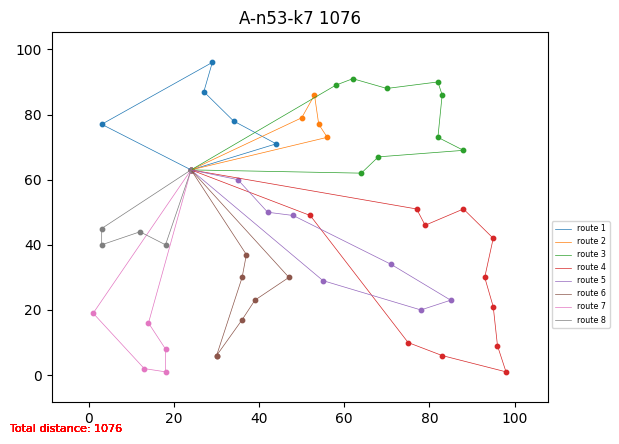 A-n53-k7 1076
100
80
60
40
20
0
0 20 40 60 80 100
route 1
route 2
route 3
route 4
route 5
route 6
route 7
route 8
Total distance: 1076